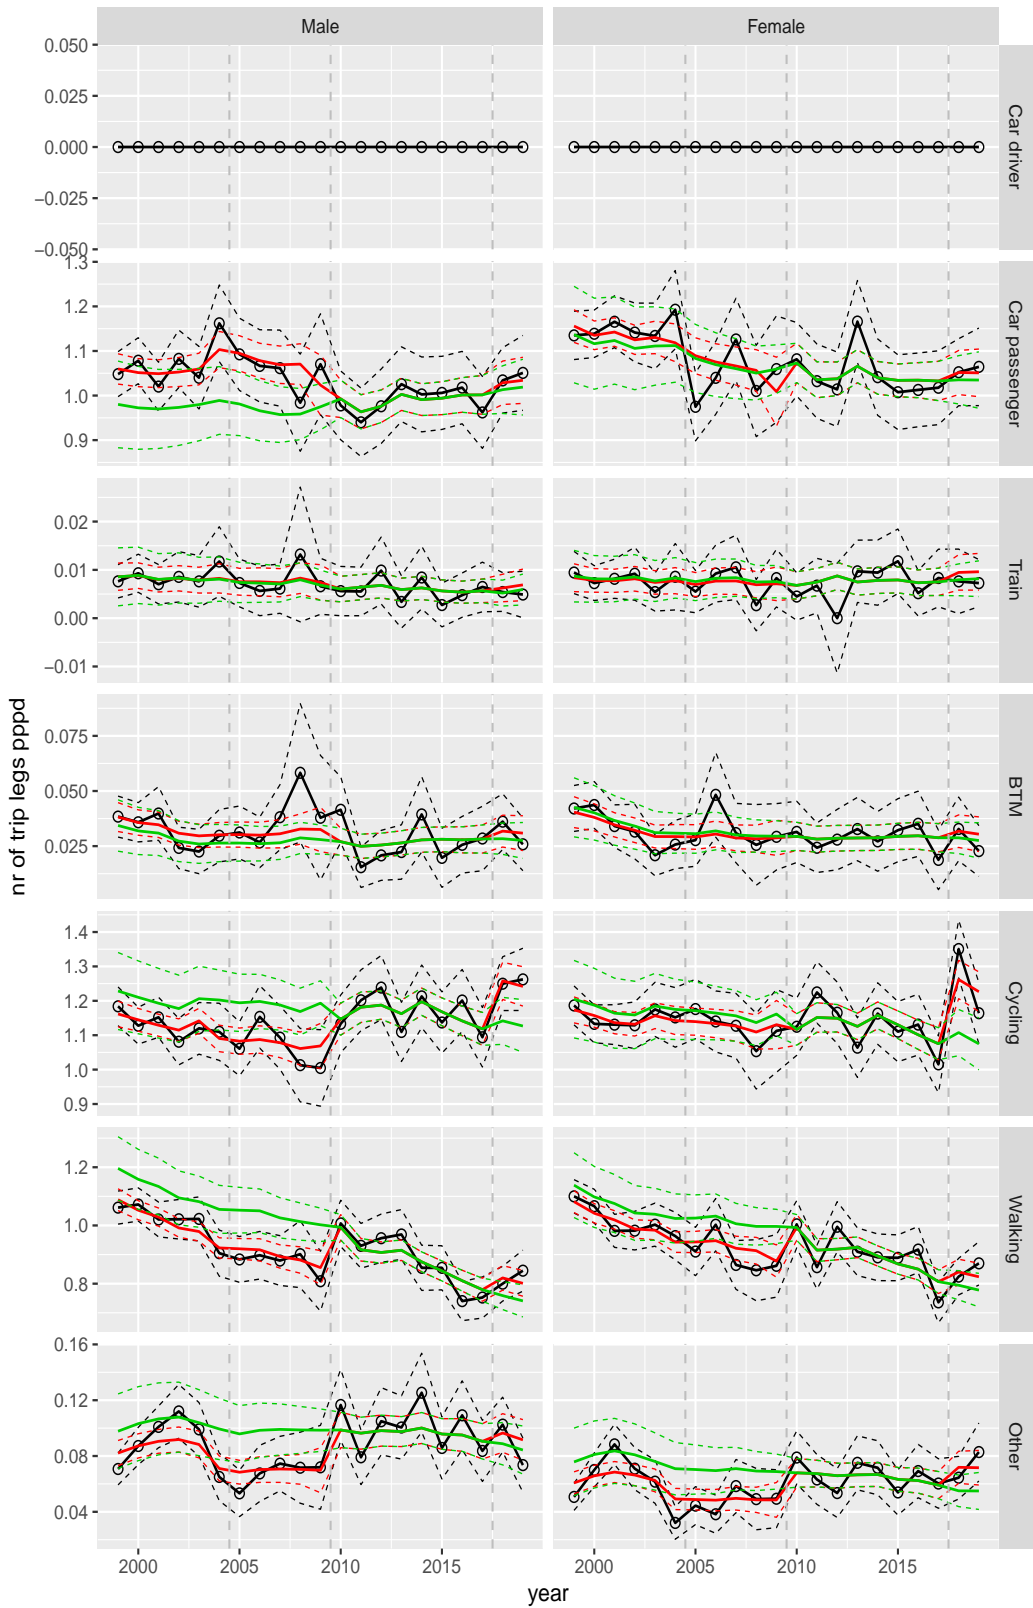 Male Female
0.050
0.025
0.000
−0.025
−0.050
Car driver
1.3
1.2
1.1
1.0
0.9
Car passenger
0.02
0.01
0.00
−0.01
Train
0.075
0.050
0.025
BTM
1.4
1.3
1.2
1.1
1.0
0.9
Cycling
1.2
1.0
0.8
Walking
0.16
0.12
0.08
0.04
Other
nr of trip legs pppd
2000 2005 2010 2015 2000 2005 2010 2015
year